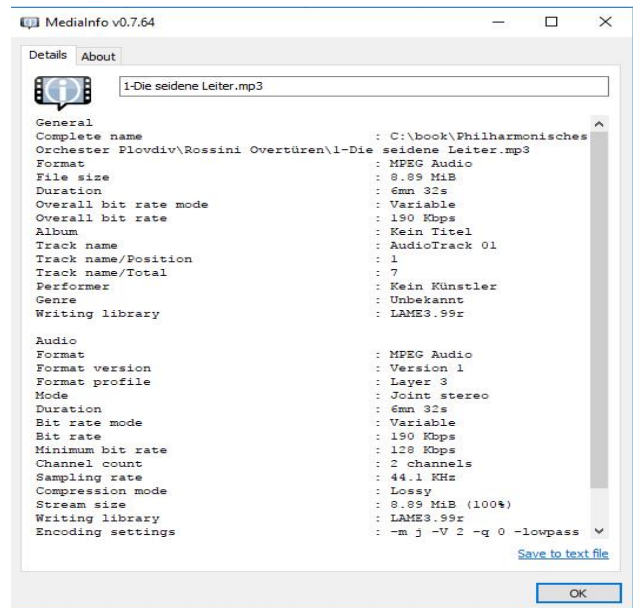 MediaInfo v0.7.64
Details About
1-Die seidene Leiter.mp3
General
Complete name : C:\book\Philharmonisches
Orchester Plovdiv\Rossini Overtüren\1-Die seidene Leiter.mp3
Format : MPEG Audio
File size : 8.89 MiB
Duration : 6mn 32s
Overall bit rate mode : Variable
Overall bit rate : 190 Kbps
Album : Kein Titel
Track name : AudioTrack 01
Track name/Position : 1
Track name/Total : 7
Performer : Kein Künstler
Genre : Unbekannt
Writing library : LAME3.99r
Audio
Format : MPEG Audio
Format version : Version 1
Format profile : Layer 3
Mode : Joint stereo
Duration : 6mn 32s
Bit rate mode : Variable
Bit rate : 190 Kbps
Minimum bit rate : 128 Kbps
Channel count : 2 channels
Sampling rate : 44.1 KHz
Compression mode : Lossy
Stream size : 8.89 MiB (100%)
Writing library : LAME3.99r
Encoding settings : -m j -V 2 -q 0 -lowpass
Save to text file
OK